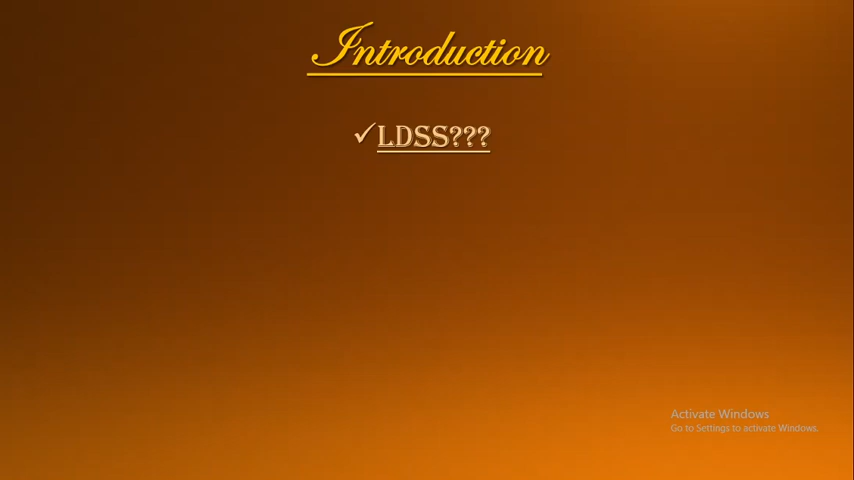 Introduction
✓LDSS???
Activate Windows
Go to Settings to activate Windows.